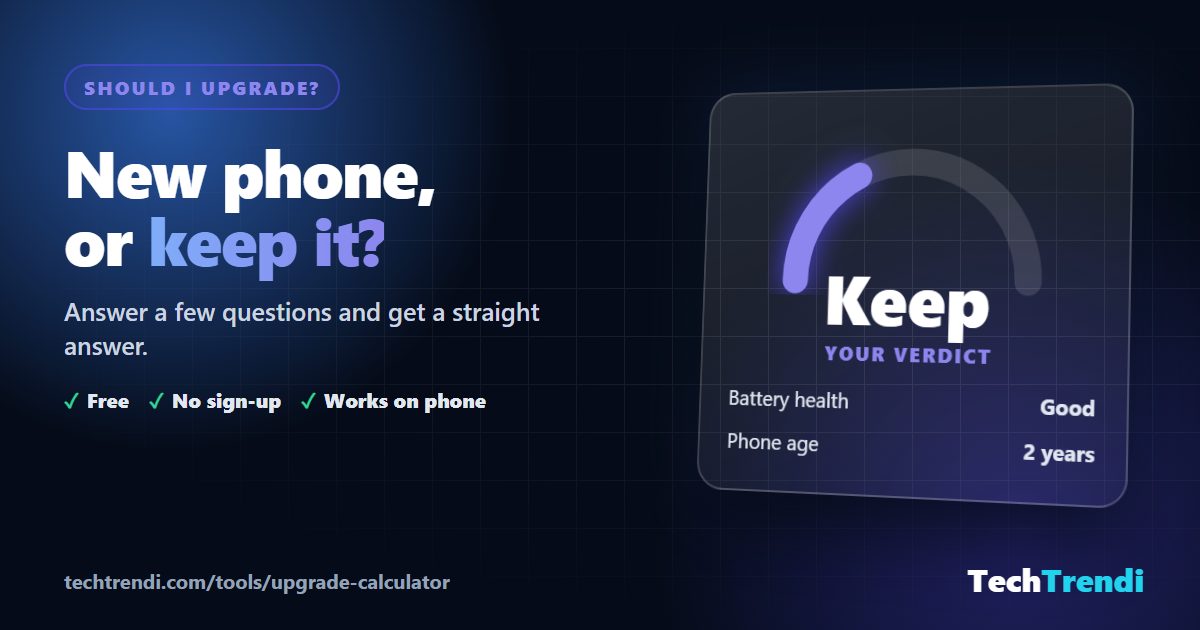 SHOULD I UPGRADE?
New phone,
or keep it?
Answer a few questions and get a straight
answer.
✓ Free ✓ No sign-up ✓ Works on phone
Keep
YOUR VERDICT
Battery health Good
Phone age 2 years
techtrendi.com/tools/upgrade-calculator
TechTrendi